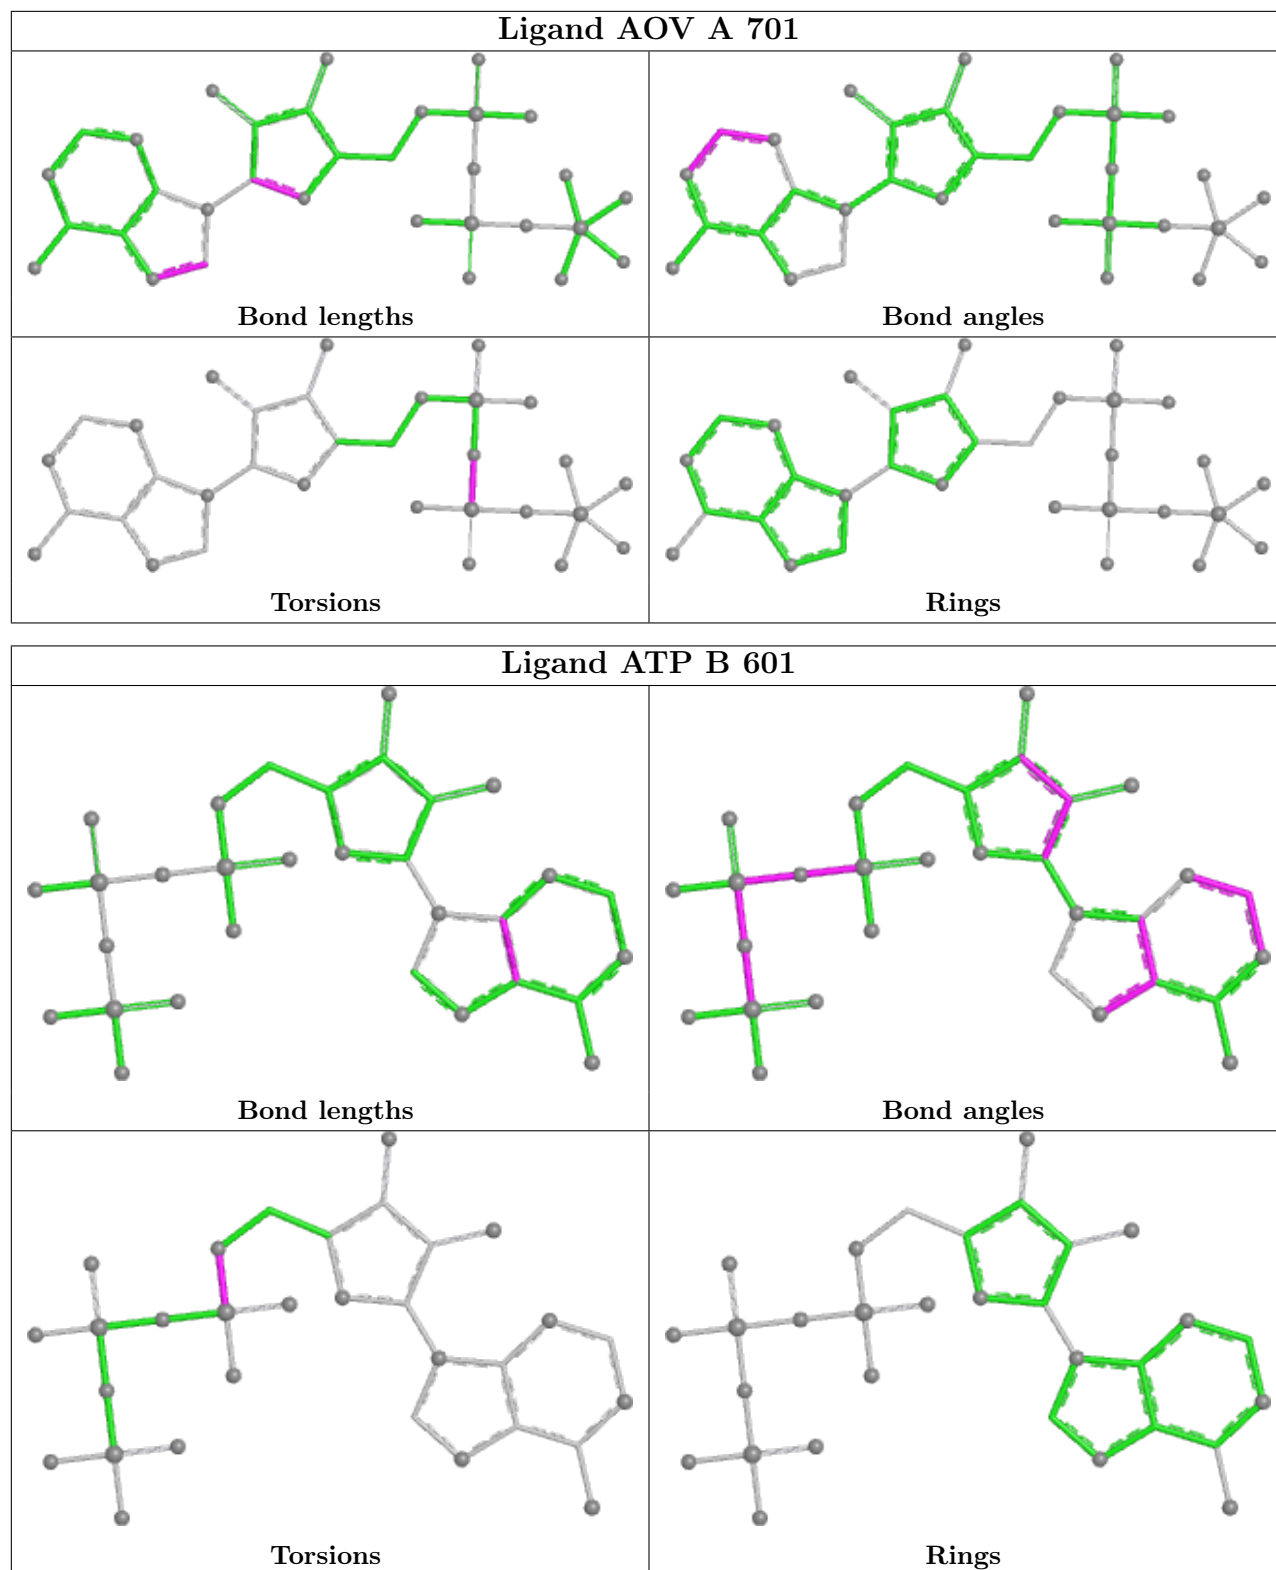 Ligand AOV A 701
Bond lengths
Bond angles
Torsions
Rings
Ligand ATP B 601
Bond lengths
Bond angles
Torsions
Rings